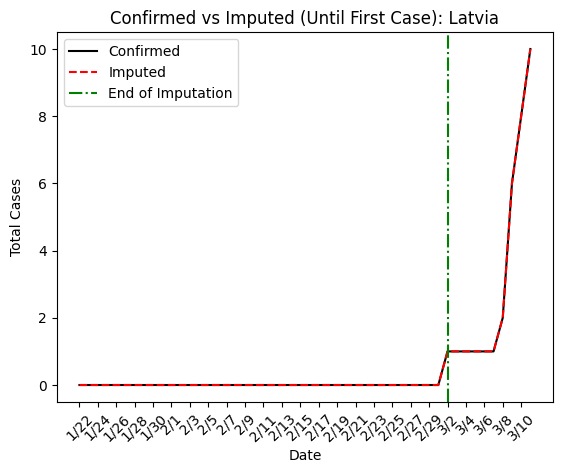 Confirmed vs Imputed (Until First Case): Latvia
Confirmed
Imputed
End of Imputation
Total Cases
10
8
6
4
2
0
1/22 1/24 1/26 1/28 1/30 2/1 2/3 2/5 2/7 2/9 2/11 2/13 2/15 2/17 2/19 2/21 2/23 2/25 2/27 2/29 3/2 3/4 3/6 3/8 3/10
Date